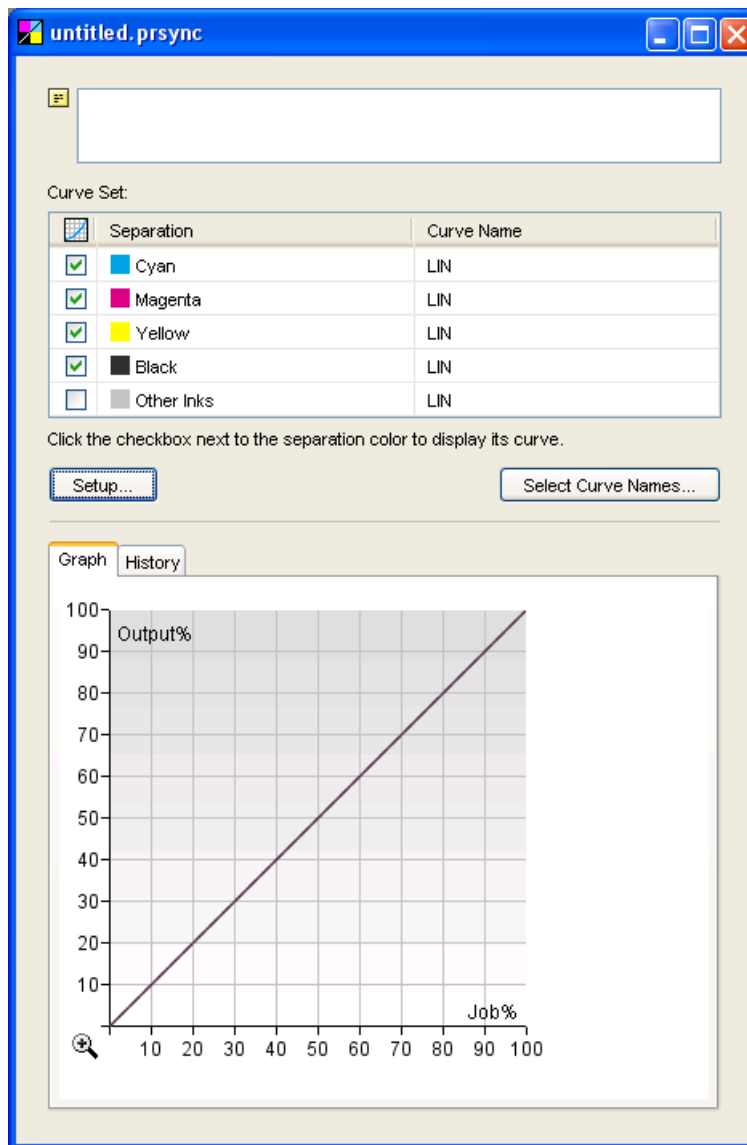 untitled.prsync
Curve Set:
Separation Curve Name
Cyan LIN
Magenta LIN
Yellow LIN
Black LIN
Other Inks LIN
Click the checkbox next to the separation color to display its curve.
Setup... Select Curve Names...
Graph History
100
Output%
90
80
70
60
50
40
30
20
10
Job%
10 20 30 40 50 60 70 80 90 100